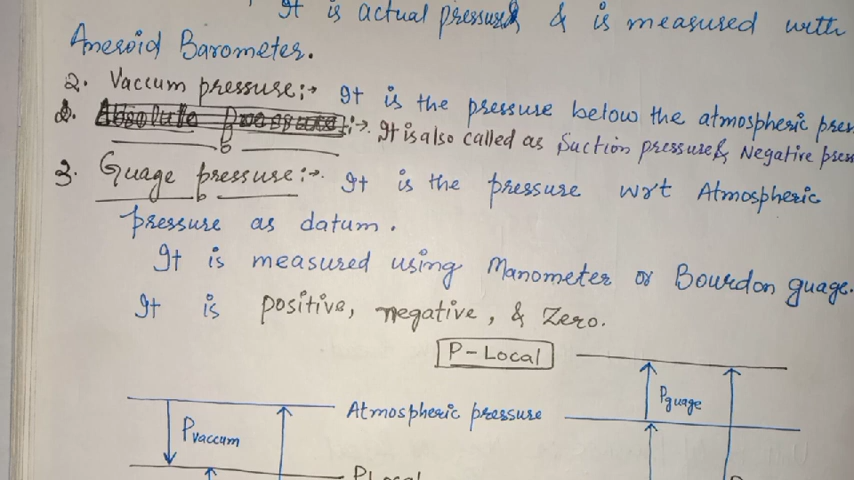 It is actual pressure & is measured with
Aneroid Barometer.
2. Vaccum pressure:→ It is the pressure below the atmospheric
Absolute Pressure :→ It is also called as Suction pressure & Negative
3. Guage pressure:→ It is the pressure wrt Atmospheric
pressure as datum.
It is measured using Manometer or Bourdon guage.
It is positive, negative, & Zero.
P-Local
Pguage
Atmospheric pressure
Pvaccum
PLocal